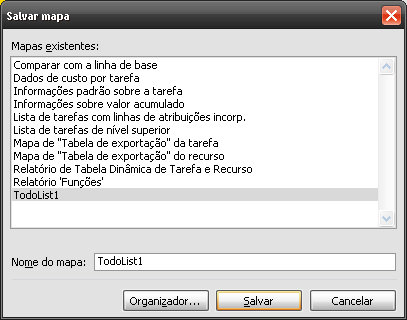 Salvar mapa
Mapas existentes:
Comparar com a linha de base
Dados de custo por tarefa
Informações padrão sobre a tarefa
Informações sobre valor acumulado
Lista de tarefas com linhas de atribuições incorp.
Lista de tarefas de nível superior
Mapa de "Tabela de exportação" da tarefa
Mapa de "Tabela de exportação" do recurso
Relatório de Tabela Dinâmica de Tarefa e Recurso
Relatório 'Funções'
TodoList1
Nome do mapa: TodoList1
Organizador... Salvar Cancelar